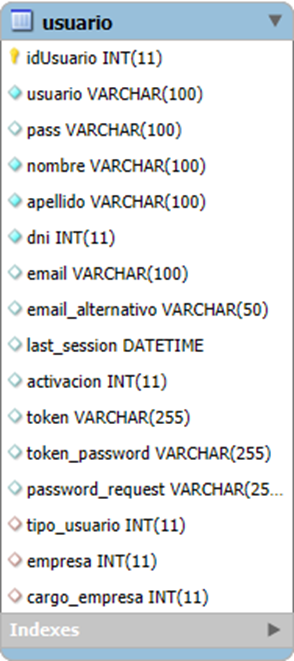 usuario
idUsuario INT(11)
usuario VARCHAR(100)
pass VARCHAR(100)
nombre VARCHAR(100)
apellido VARCHAR(100)
dni INT(11)
email VARCHAR(100)
email_alternativo VARCHAR(50)
last_session DATETIME
activacion INT(11)
token VARCHAR(255)
token_password VARCHAR(255)
password_request VARCHAR(25...
tipo_usuario INT(11)
empresa INT(11)
cargo_empresa INT(11)
Indexes